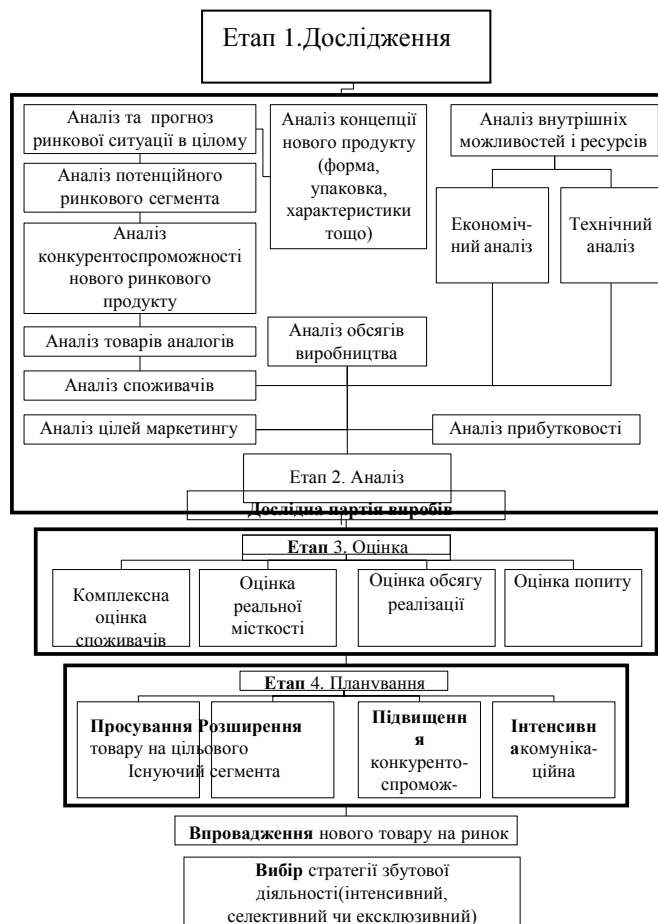 Етап 1.Дослідження
Аналіз та прогноз
ринкової ситуації в цілому
Аналіз потенційного
ринкового сегмента
Аналіз
конкурентоспроможності
нового ринкового
продукту
Аналіз товарів аналогів
Аналіз споживачів
Аналіз цілей маркетингу
Аналіз концепції
нового продукту
(форма,
упаковка,
характеристики
тощо)
Аналіз обсягів
виробництва
Аналіз внутрішніх
можливостей і ресурсів
Економіч-
ний аналіз
Технічний
аналіз
Аналіз прибутковості
Етап 2. Аналіз
Дослідна партія виробів
Етап 3. Оцінка
Комплексна
оцінка
споживачів
Оцінка
реальної
місткості
Оцінка обсягу
реалізації
Оцінка попиту
Етап 4. Планування
Просування
товару на
Існуючий
Розширення
цільового
сегмента
Підвищенн
я
конкуренто-
спромож-
Інтенсивн
акомуніка-
ційна
Впровадження нового товару на ринок
Вибір стратегії збутової
діяльності(інтенсивний,
селективний чи ексклюзивний)